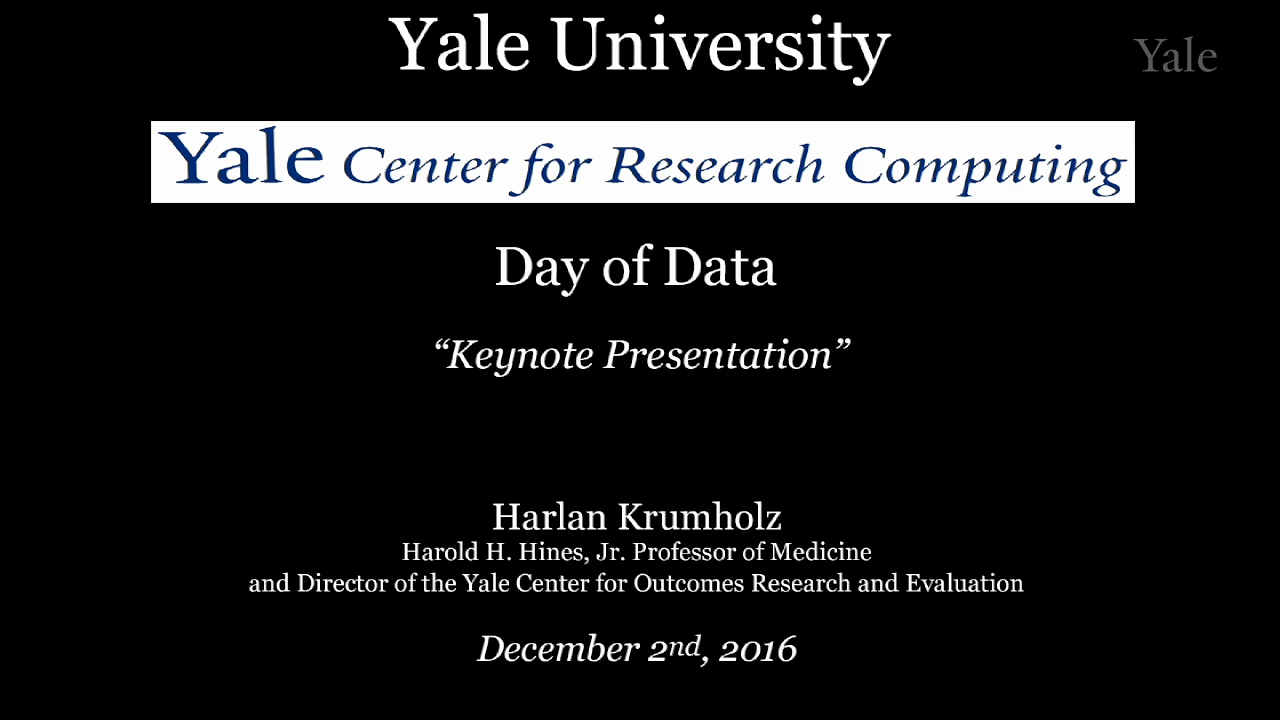 Yale University
Yale
Yale Center for Research Computing
Day of Data
“Keynote Presentation”
Harlan Krumholz
Harold H. Hines, Jr. Professor of Medicine
and Director of the Yale Center for Outcomes Research and Evaluation
December 2nd, 2016